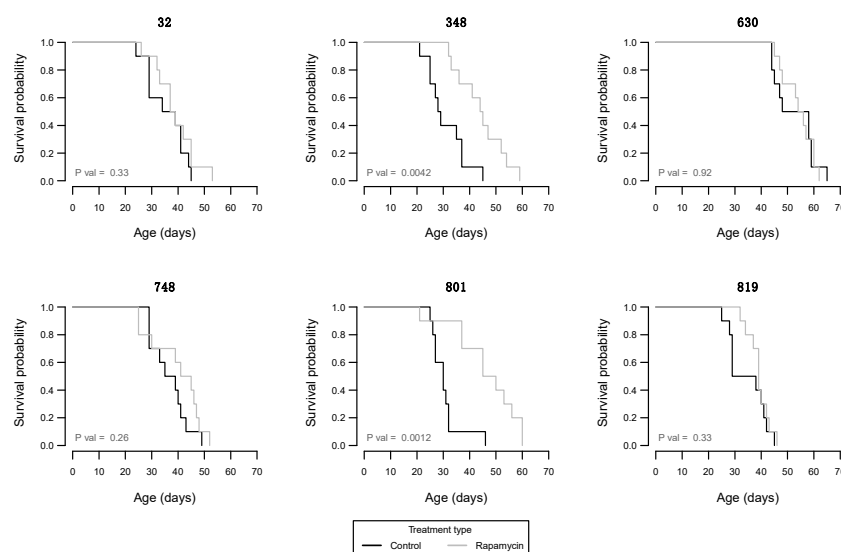 32
348
630
Survival probability
1.0
0.8
0.6
0.4
0.2
0.0
P val = 0.33
0 10 20 30 40 50 60 70
Age (days)
Survival probability
1.0
0.8
0.6
0.4
0.2
0.0
P val = 0.0042
0 10 20 30 40 50 60 70
Age (days)
Survival probability
1.0
0.8
0.6
0.4
0.2
0.0
P val = 0.92
0 10 20 30 40 50 60 70
Age (days)
748
801
819
Survival probability
1.0
0.8
0.6
0.4
0.2
0.0
P val = 0.26
0 10 20 30 40 50 60 70
Age (days)
Survival probability
1.0
0.8
0.6
0.4
0.2
0.0
P val = 0.0012
0 10 20 30 40 50 60 70
Age (days)
Survival probability
1.0
0.8
0.6
0.4
0.2
0.0
P val = 0.33
0 10 20 30 40 50 60 70
Age (days)
Treatment type
Control Rapamycin